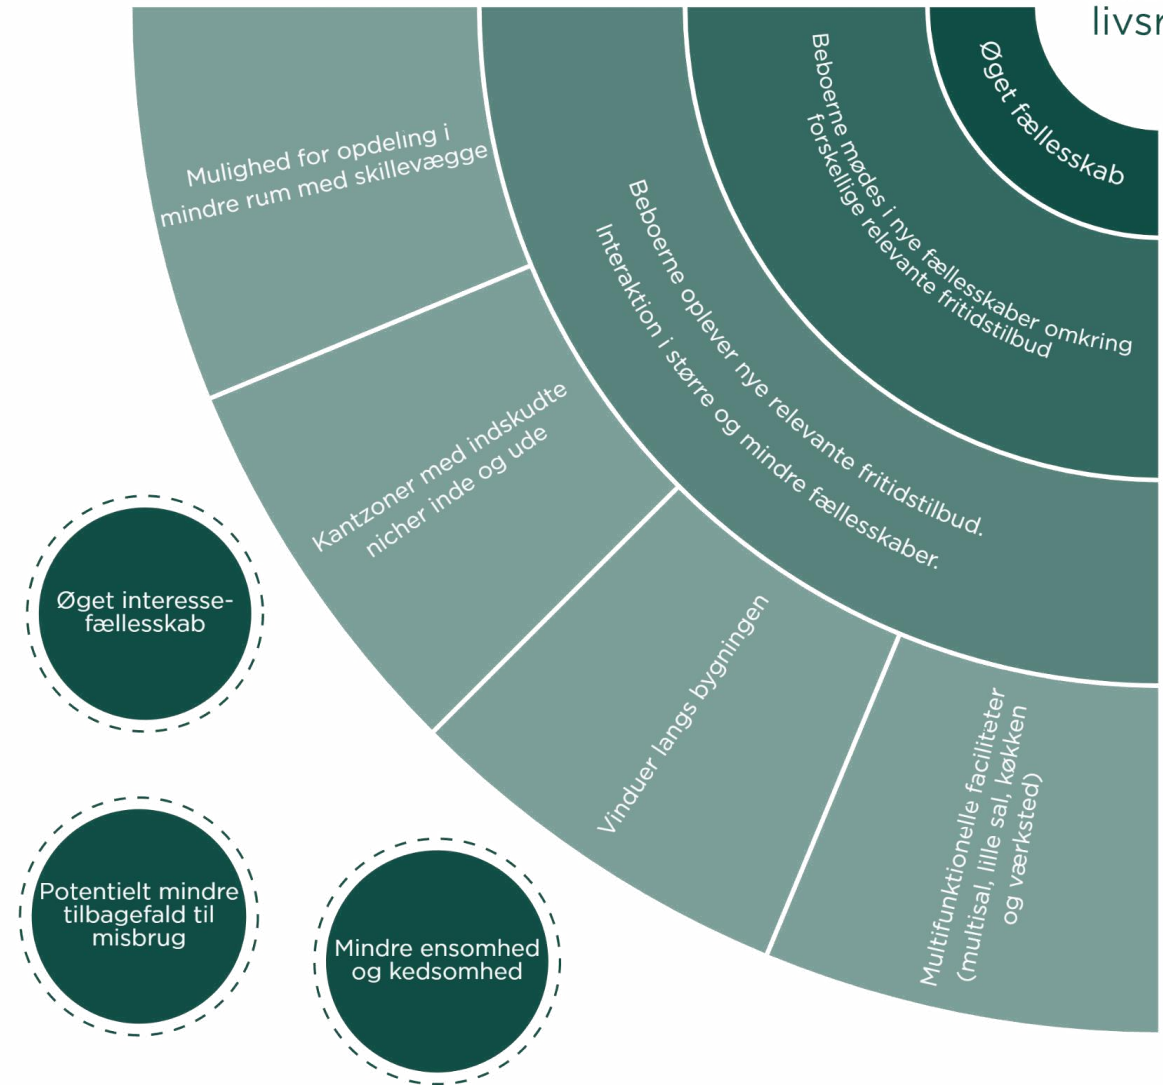 Øget fællesskab
Beboerne mødes i nye fællesskaber omkring
forskellige relevante fritidstilbud
Beboerne oplever nye relevante fritidstilbud.
Interaktion i større og mindre fællesskaber.
Mulighed for opdeling i
mindre rum med skillevægge
Kantzoner med indskudte
nicher inde og ude
Vinduer langs bygningen
Multifunktionelle faciliteter
(multisal, lille sal, køkken
og værksted)
Øget interesse-
fællesskab
Potentielt mindre
tilbagefald til
misbrug
Mindre ensomhed
og kedsomhed